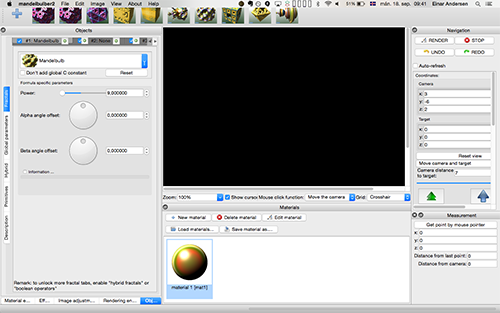 mandelbulber2 File Edit Image View About Help
51% mán. 18. sep. 09:41 Einar Andersen
Objects
#1: Mandelbulb
#2: None
Mandelbulb
Don't add global C constant
Reset
Formula specific parameters
Power:
Alpha angle offset:
0,000000
Beta angle offset:
0,000000
Information ...
Fractals
Global parameters
Hybrid
Primitives
Description
Remark: to unlock more fractal tabs, enable "hybrid fractals" or
"boolean operators"
Material e...
Eff...
Image adjustm...
Rendering en...
Obj...
Zoom: 100%
Show cursor
Mouse click function:
Move the camera
Grid:
Crosshair
Materials
New material
Delete material
Edit material
Load materials...
Save material as...
material 1 [mat1]
Navigation
RENDER
STOP
UNDO
REDO
Auto-refresh
Coordinates:
Camera
x: 3
y: -6
z: 2
Target
x: 0
y: 0
z: 0
Reset view
Move camera and target
Camera distance
to target:
7
Measurement
Get point by mouse pointer
x: 0
y: 0
z: 0
Distance from last point: 0
Distance from camera: 0